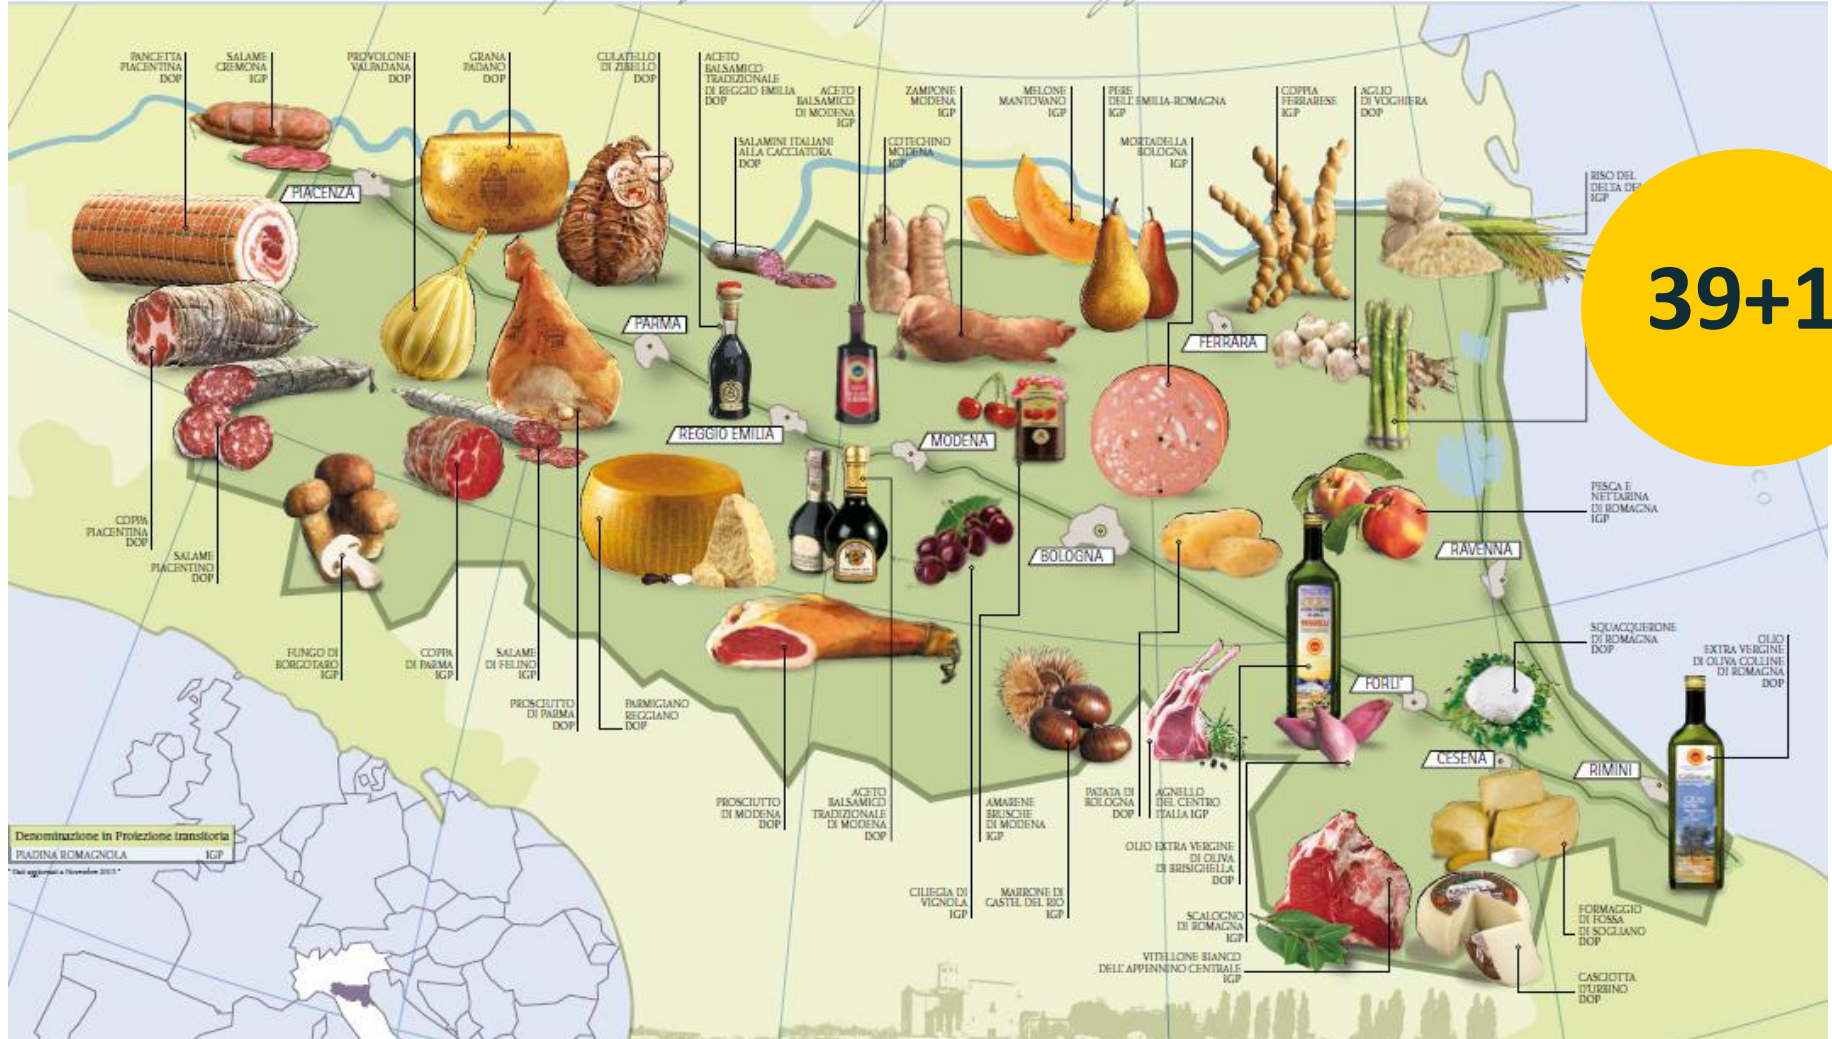 PANCETTA
PIACENTINA
DOP
SALAME
CREMONA
IGP
PROVOLONE
VALPADANA
DOP
GRANA
PADANO
DOP
CULATELLO
DI ZIBELLO
DOP
ACETO
BALSAMICO
TRADIZIONALE
DI REGGIO EMILIA
DOP
ACETO
BALSAMICO
DI MODENA
IGP
ZAMPONE
MODENA
IGP
MELONE
MANTOVANO
IGP
PERE
DELL'EMILIA-ROMAGNA
IGP
COPPIA
FERRARESE
IGP
AGLIO
DI VOGHIERA
DOP
SALAMINI ITALIANI
ALLA CACCIATORA
DOP
COTECHINO
MODENA
IGP
MORTADELLA
BOLOGNA
IGP
RISO DEL
DELTA DE
IGP
39+1
PIACENZA
PARMA
FERRARA
REGGIO EMILIA
MODENA
BOLOGNA
RAVENNA
FORLI'
CESENA
RIMINI
C O
PESCA E
NETTARINA
DI ROMAGNA
IGP
COPPA
PIACENTINA
DOP
SALAME
PIACENTINO
DOP
FUNGO DI
BORGOTARO
IGP
COPPA
DI PARMA
IGP
SALAME
DI FELINO
IGP
PROSCIUTTO
DI PARMA
DOP
PARMIGIANO
REGGIANO
DOP
SQUACQUERONE
DI ROMAGNA
DOP
OLIO
EXTRA VERGINE
DI OLIVA COLLINE
DI ROMAGNA
DOP
PROSCIUTTO
DI MODENA
DOP
ACETO
BALSAMICO
TRADIZIONALE
DI MODENA
DOP
AMARENE
BRUSCHE
DI MODENA
IGP
PATATA DI
BOLOGNA
DOP
AGNELLO
DEL CENTRO
ITALIA IGP
OLIO EXTRA VERGINE
DI OLIVA
DI BRISIGHELLA
DOP
CILIEGIA DI
VIGNOLA
IGP
MARRONE DI
CASTEL DEL RIO
IGP
SCALOGNO
DI ROMAGNA
IGP
VITELLONE BIANCO
DELL'APPENNINO CENTRALE
IGP
FORMAGGIO
DI FOSSA
DI SOGLIANO
DOP
CASCIOTTA
D'URBINO
DOP
Denominazione in Protezione transitoria
PIADINA ROMAGNOLA IGP
* Dati aggiornati a Novembre 2013 *